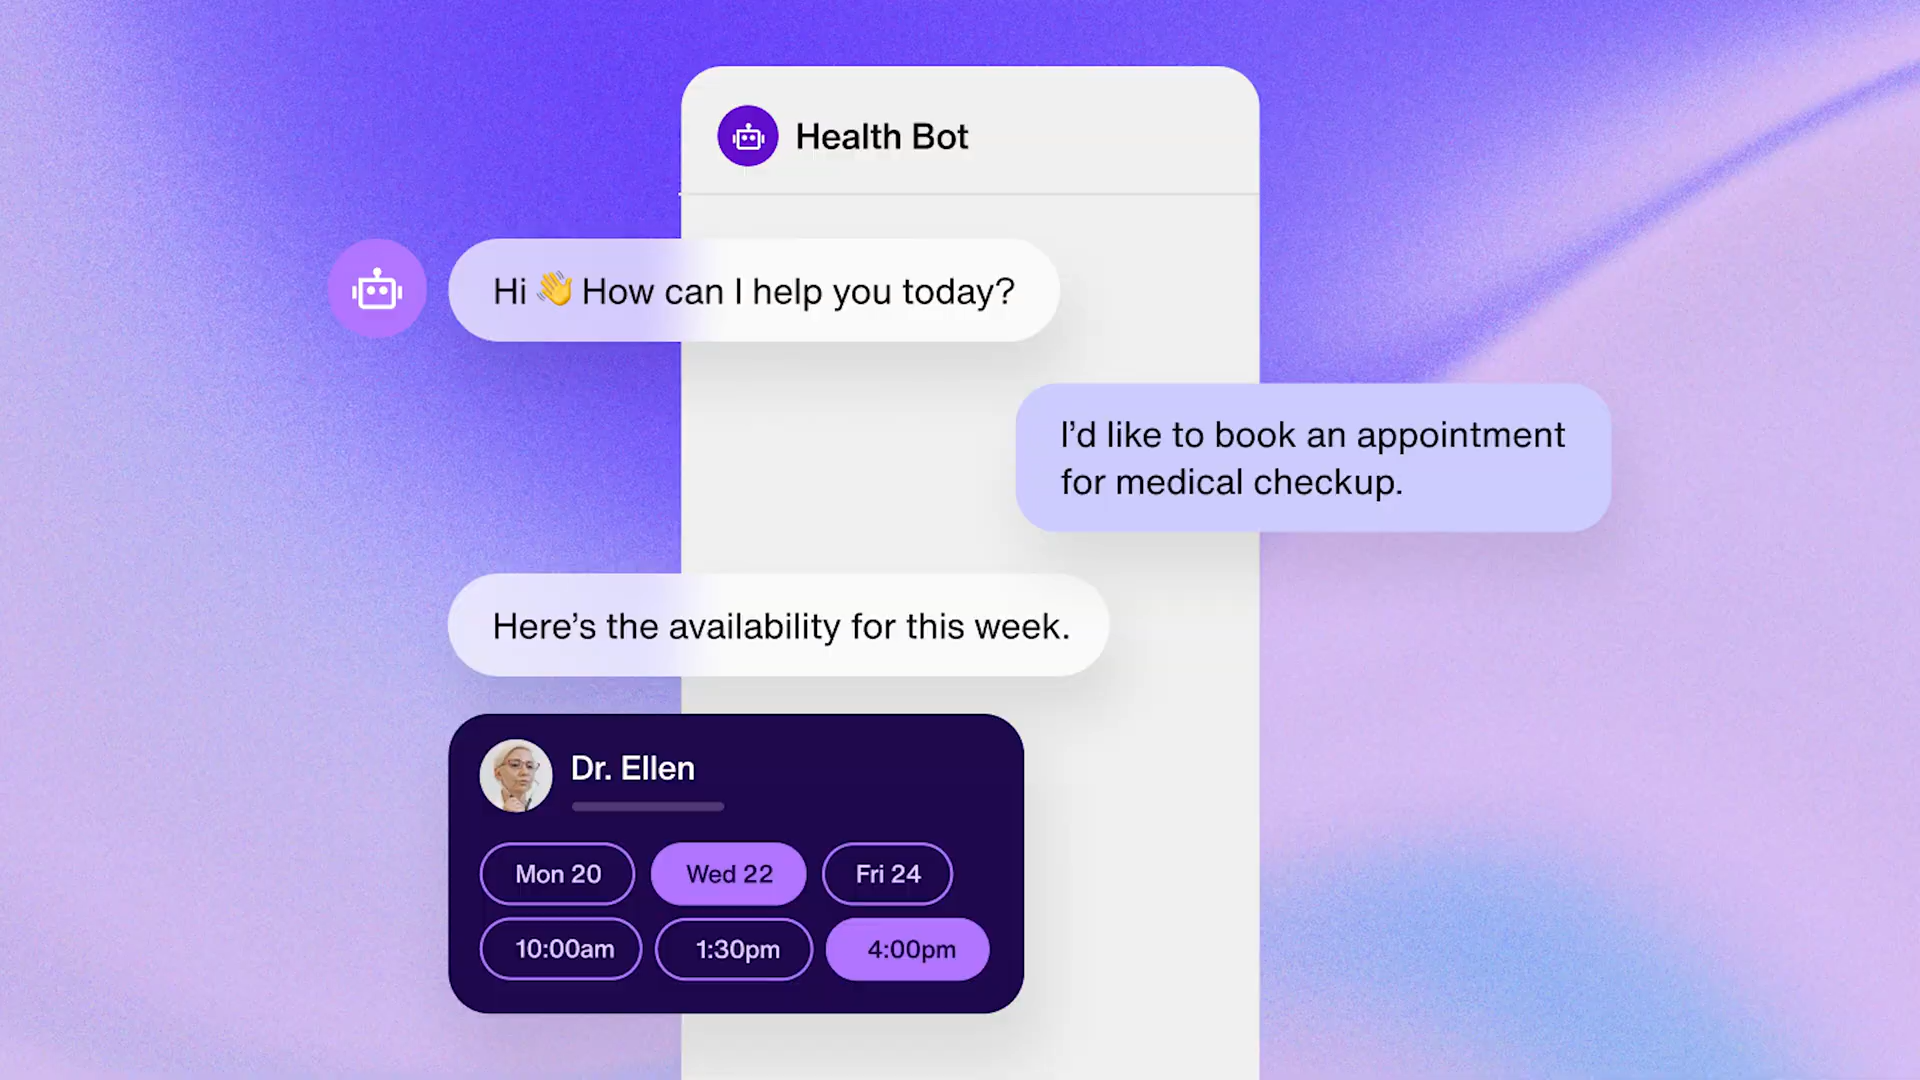 Health Bot
Hi 👋 How can I help you today?
I’d like to book an appointment
for medical checkup.
Here’s the availability for this week.
Dr. Ellen
Mon 20 Wed 22 Fri 24
10:00am 1:30pm 4:00pm